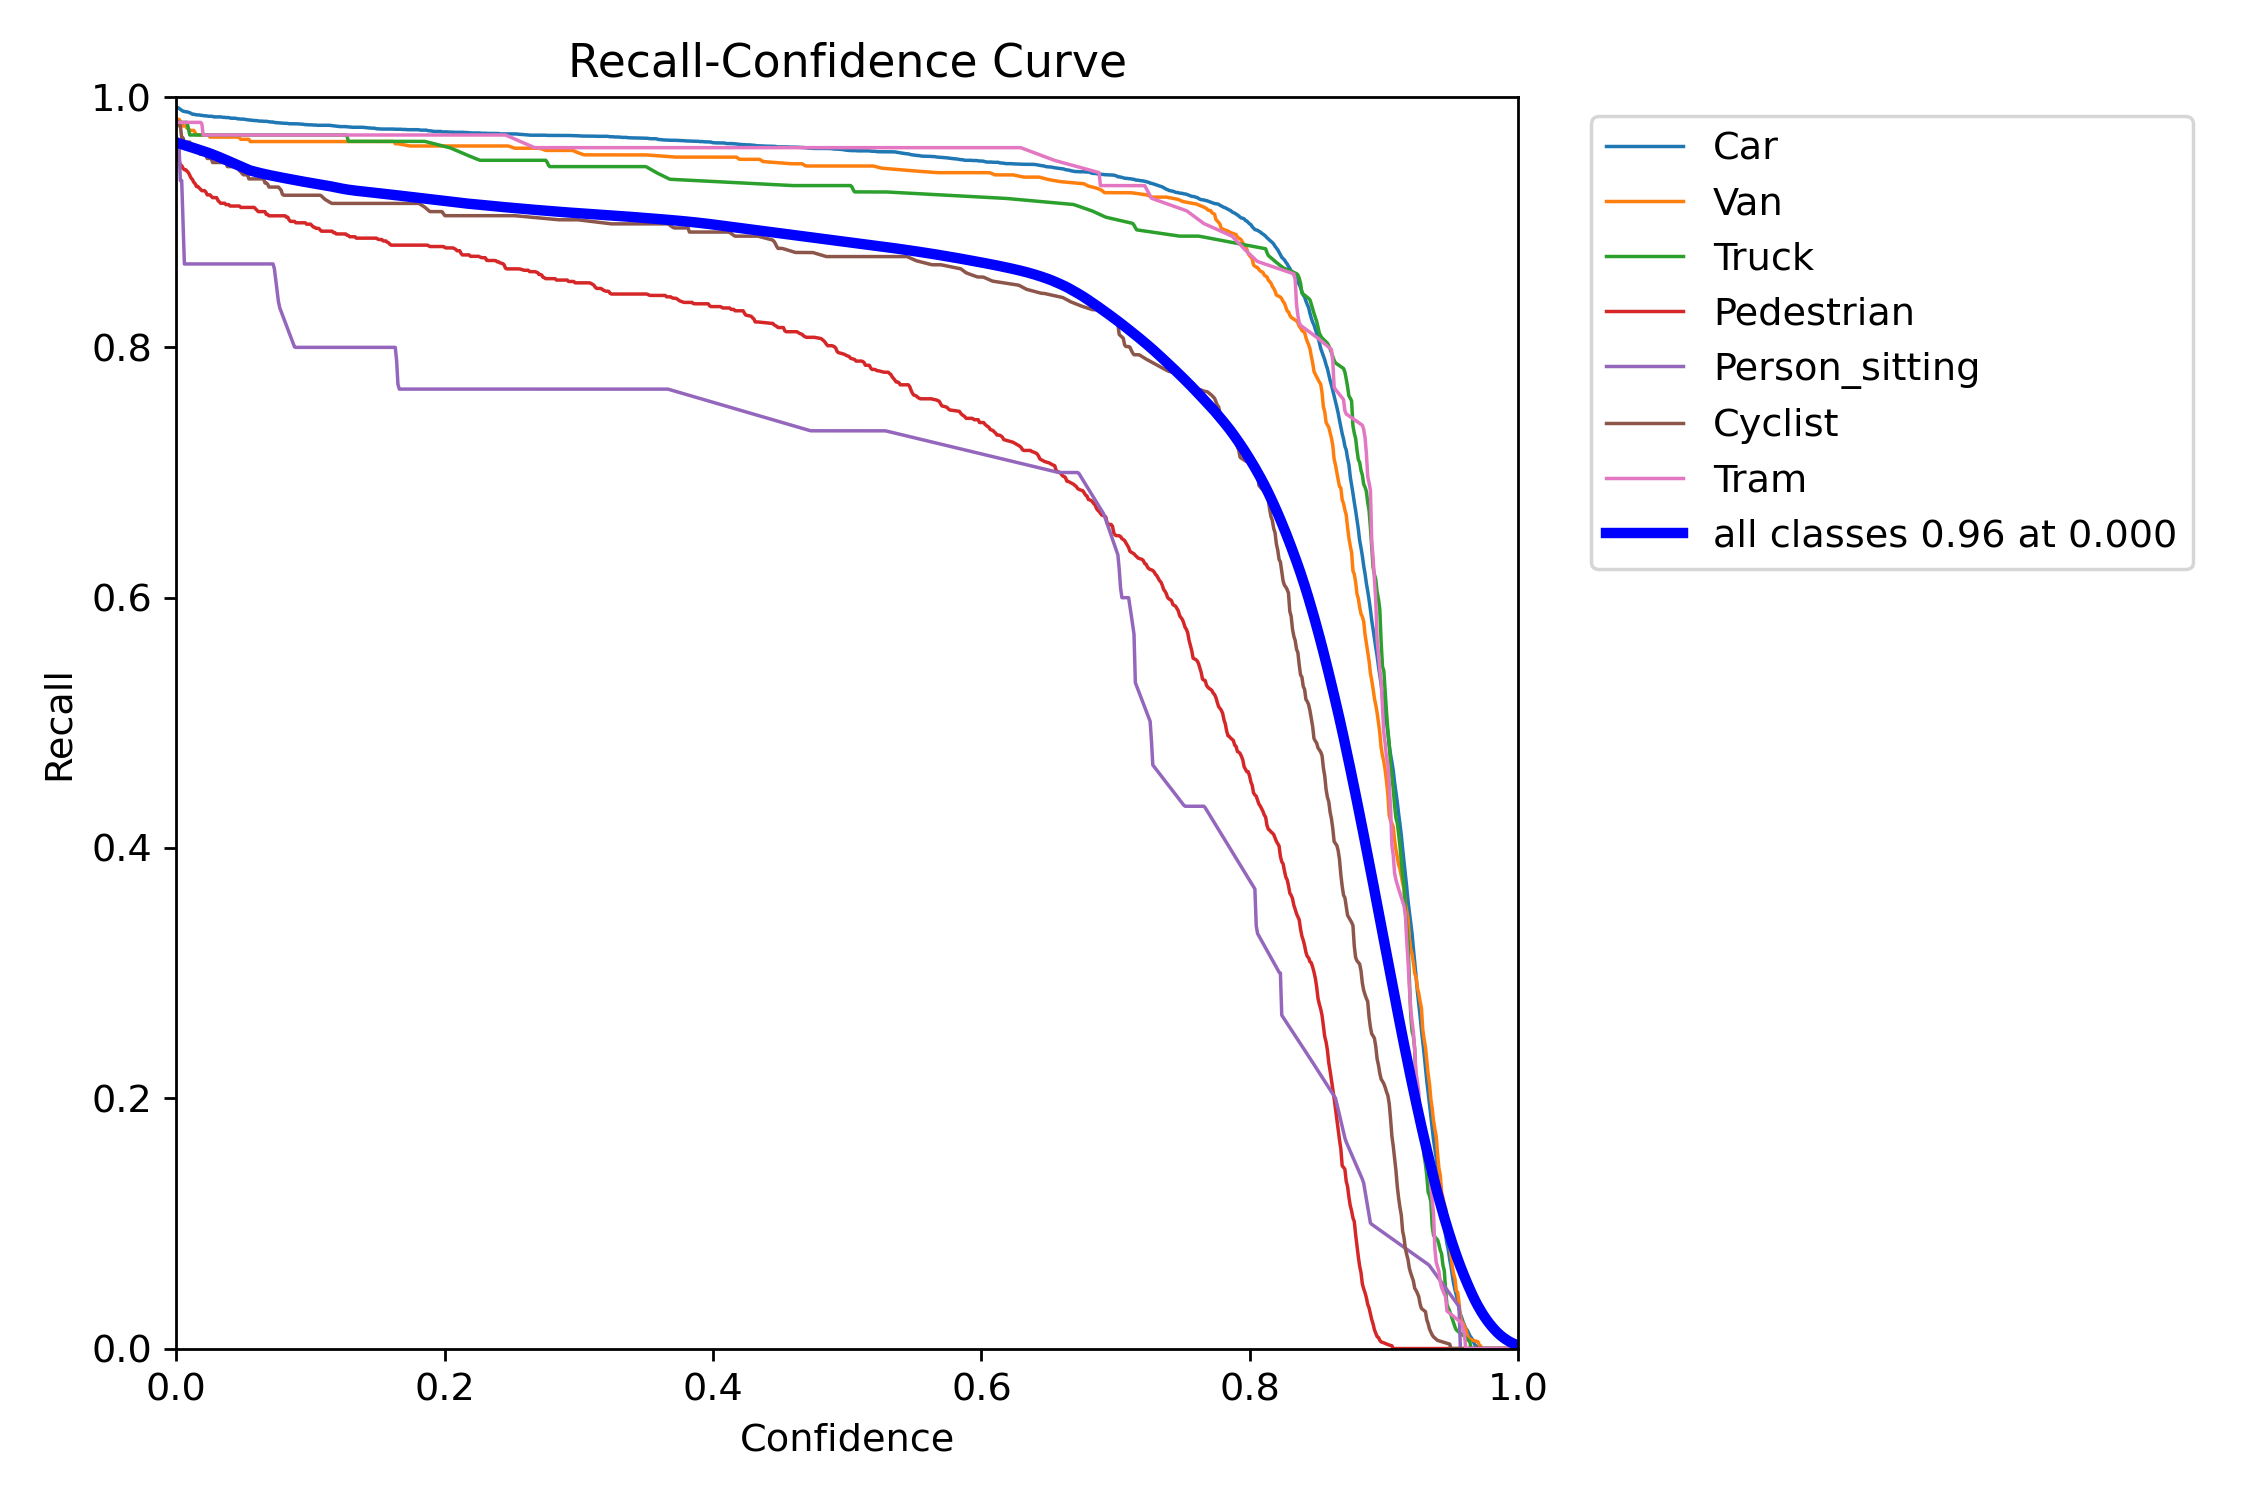 Recall-Confidence Curve
1.0
0.8
0.6
0.4
0.2
0.0
Recall
0.0 0.2 0.4 0.6 0.8 1.0
Confidence
Car
Van
Truck
Pedestrian
Person_sitting
Cyclist
Tram
all classes 0.96 at 0.000